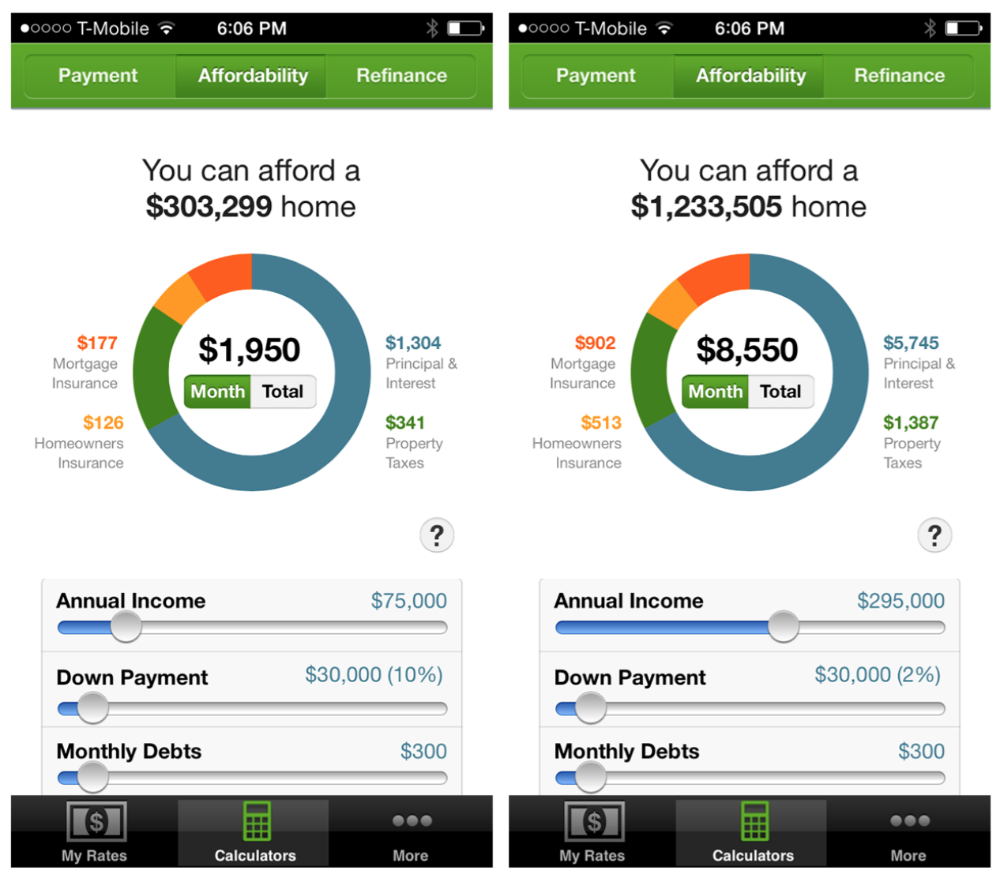 T-Mobile 6:06 PM
Payment Affordability Refinance
You can afford a
$303,299 home
$177
Mortgage
Insurance
$126
Homeowners
Insurance
$1,950
Month Total
$1,304
Principal &
Interest
$341
Property
Taxes
?
Annual Income $75,000
Down Payment $30,000 (10%)
Monthly Debts $300
$
My Rates Calculators More
T-Mobile 6:06 PM
Payment Affordability Refinance
You can afford a
$1,233,505 home
$902
Mortgage
Insurance
$513
Homeowners
Insurance
$8,550
Month Total
$5,745
Principal &
Interest
$1,387
Property
Taxes
?
Annual Income $295,000
Down Payment $30,000 (2%)
Monthly Debts $300
$
My Rates Calculators More